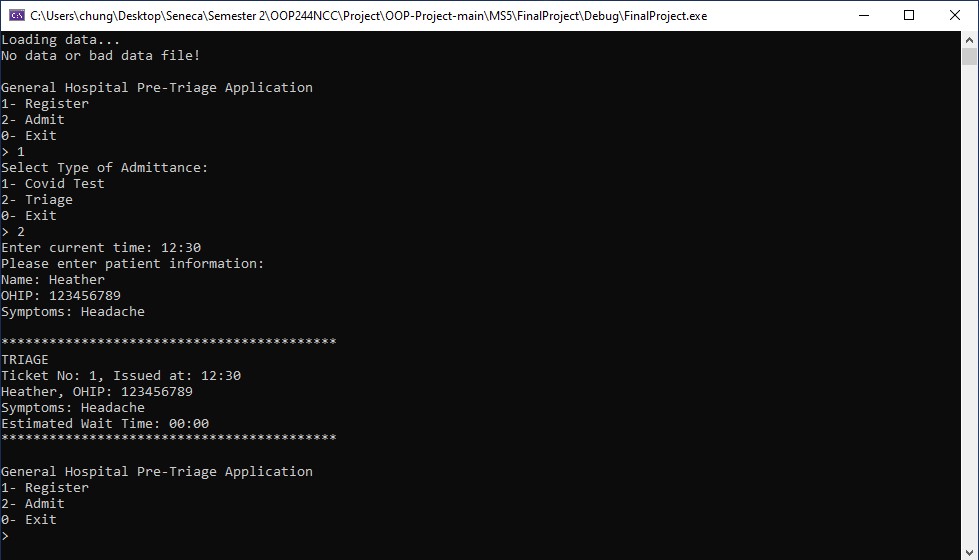 C:\Users\chung\Desktop\Seneca\Semester 2\OOP244NCC\Project\OOP-Project-main\MS5\FinalProject\Debug\FinalProject.exe
Loading data...
No data or bad data file!
General Hospital Pre-Triage Application
1- Register
2- Admit
0- Exit
> 1
Select Type of Admittance:
1- Covid Test
2- Triage
0- Exit
> 2
Enter current time: 12:30
Please enter patient information:
Name: Heather
OHIP: 123456789
Symptoms: Headache
******************************************
TRIAGE
Ticket No: 1, Issued at: 12:30
Heather, OHIP: 123456789
Symptoms: Headache
Estimated Wait Time: 00:00
******************************************
General Hospital Pre-Triage Application
1- Register
2- Admit
0- Exit
>